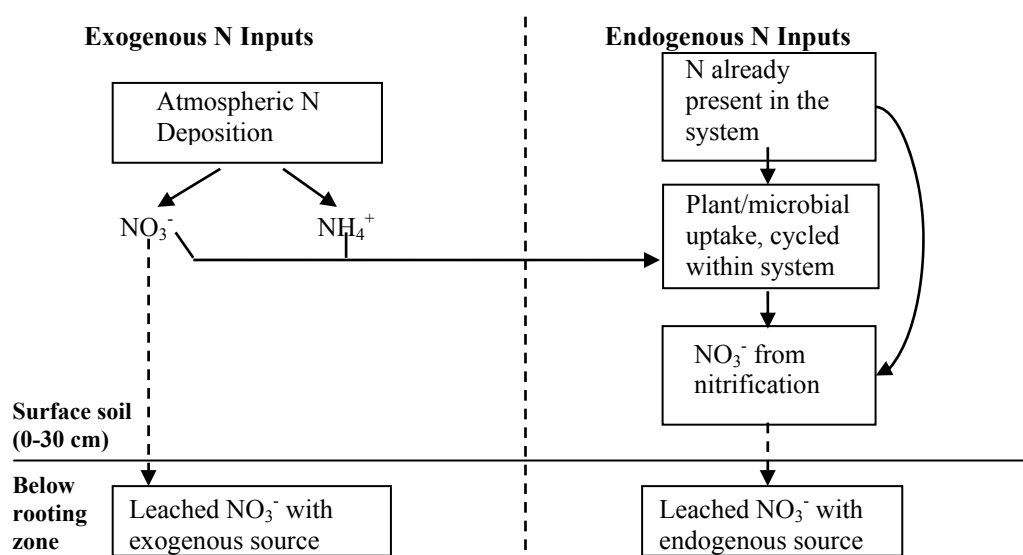 Exogenous N Inputs
Atmospheric N
Deposition
NO₃⁻
NH₄⁺
Surface soil
(0-30 cm)
Below
rooting
zone
Leached NO₃⁻ with
exogenous source
Endogenous N Inputs
N already
present in the
system
Plant/microbial
uptake, cycled
within system
NO₃⁻ from
nitrification
Leached NO₃⁻ with
endogenous source